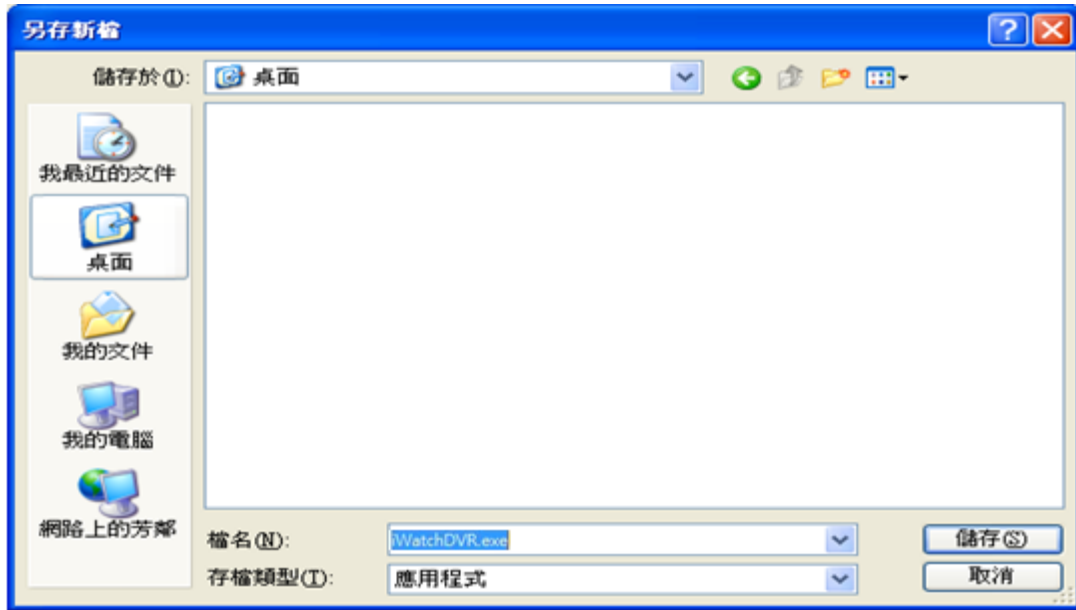 另存新檔
儲存於(I):
桌面
我最近的文件
桌面
我的文件
我的電腦
網路上的芳鄰
檔名(N):
iWatchDVR.exe
儲存(S)
存檔類型(T):
應用程式
取消